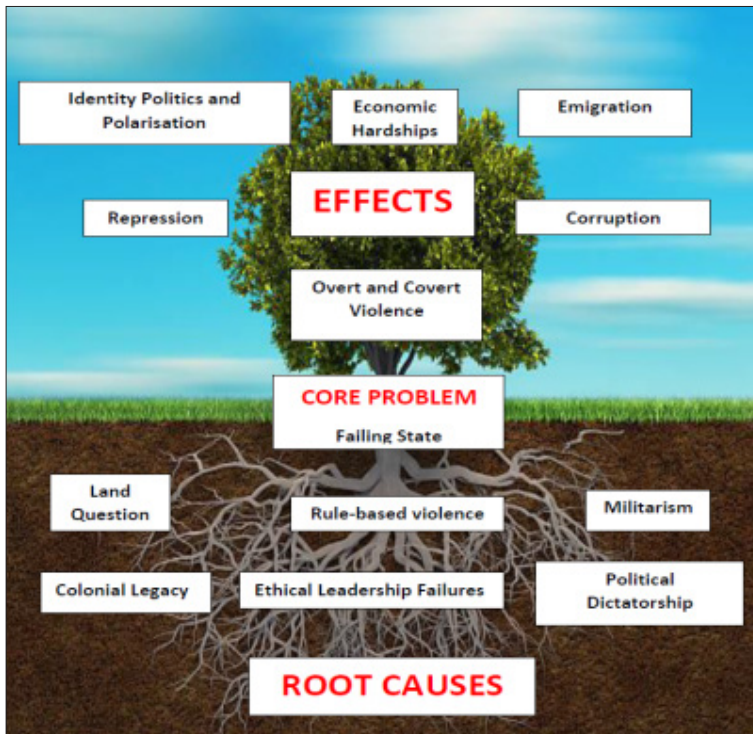 Identity Politics and
Polarisation
Economic
Hardships
Emigration
EFFECTS
Repression
Corruption
Overt and Covert
Violence
CORE PROBLEM
Failing State
Land
Question
Rule-based violence
Militarism
Colonial Legacy
Ethical Leadership Failures
Political
Dictatorship
ROOT CAUSES